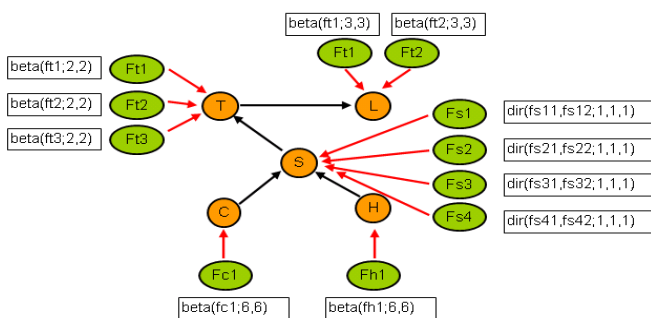 beta(ft1;3,3)
beta(ft2;3,3)
Ft1
Ft2
beta(ft1;2,2)
Ft1
beta(ft2;2,2)
Ft2
T
L
beta(ft3;2,2)
Ft3
Fs1
dir(fs11,fs12;1,1,1)
Fs2
dir(fs21,fs22;1,1,1)
S
Fs3
dir(fs31,fs32;1,1,1)
C
H
Fs4
dir(fs41,fs42;1,1,1)
Fc1
Fh1
beta(fc1;6,6)
beta(fh1;6,6)